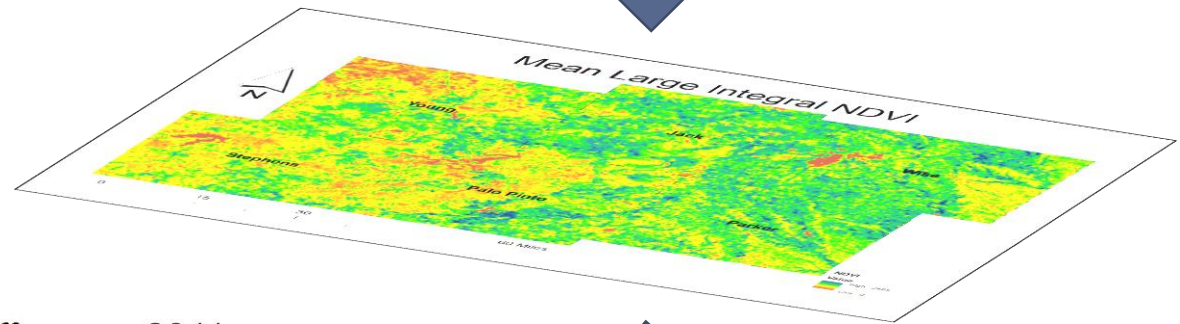 Mean Large Integral NDVI
N
Young
Jack
Wise
Stephens
Palo Pinto
Parker
0
15
30
60 Miles
NDVI
Value